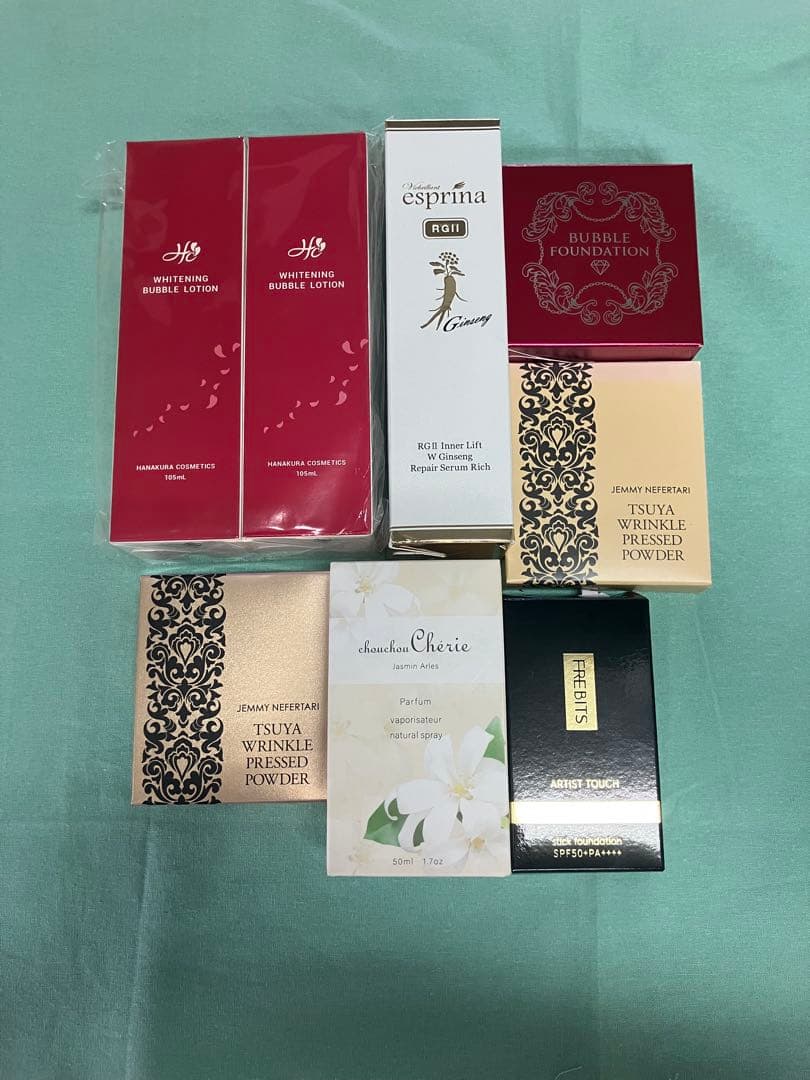 HC
WHITENING
BUBBLE LOTION
HANAKURA COSMETICS
105mL
HC
WHITENING
BUBBLE LOTION
HANAKURA COSMETICS
105mL
esprina
RGII
Ginseng
RGII Inner Lift
W Ginseng
Repair Serum Rich
BUBBLE
FOUNDATION
JEMMY NEFERTARI
TSUYA
WRINKLE
PRESSED
POWDER
JEMMY NEFERTARI
TSUYA
WRINKLE
PRESSED
POWDER
chouchou Chérie
Jasmin Arles
Parfum
vaporisateur
natural spray
50ml 1.7oz
FREBITS
ARTIST TOUCH
stick foundation
SPF50+PA++++